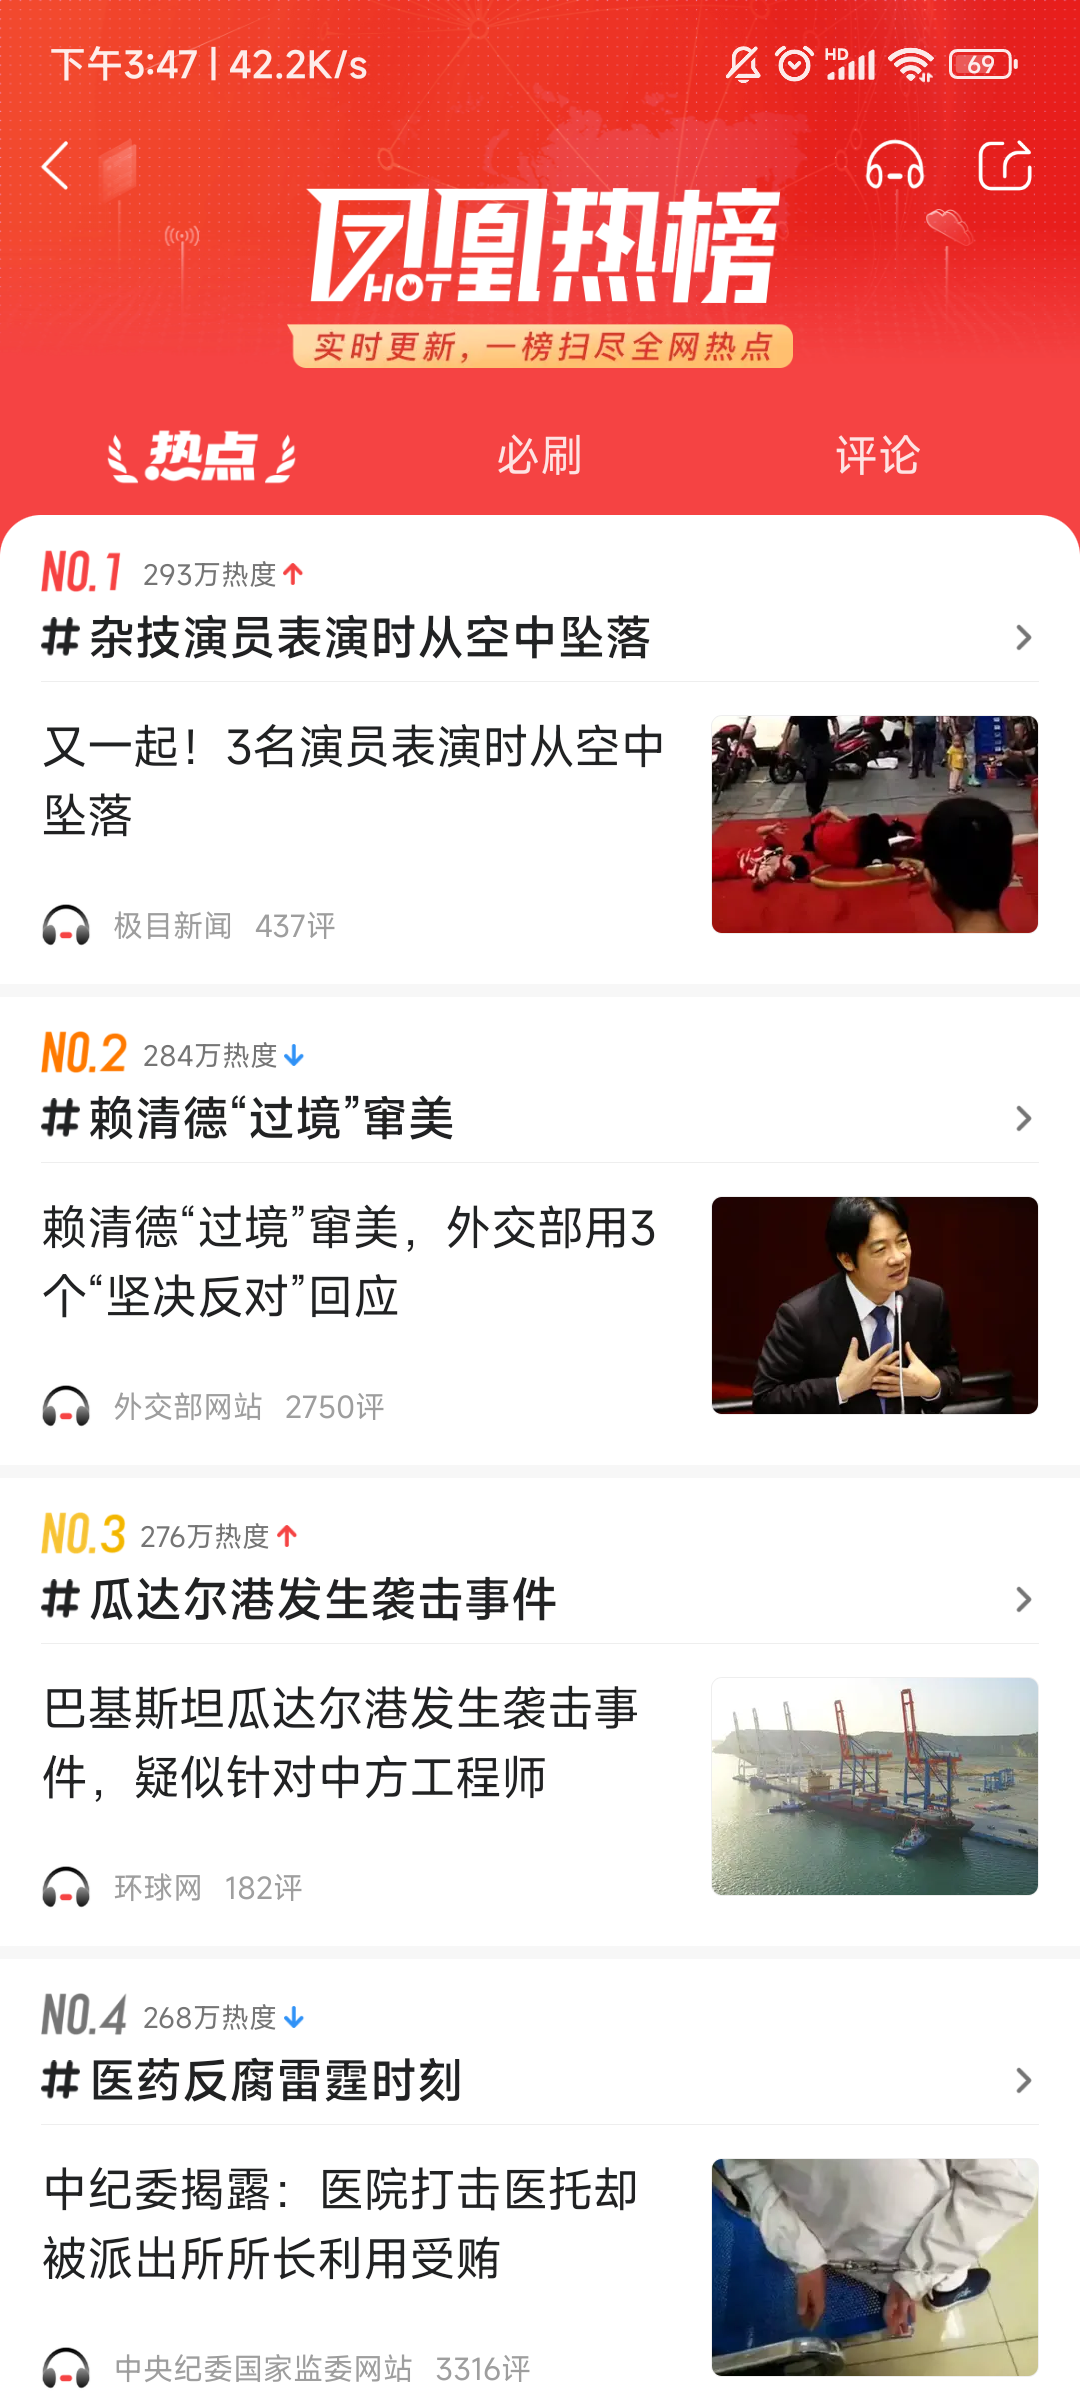 下午3:47 | 42.2K/s
HD
69
凤凰热榜
HOT
实时更新,一榜扫尽全网热点
热点
必刷
评论
NO.1 293万热度
#杂技演员表演时从空中坠落
又一起！3名演员表演时从空中
坠落
极目新闻 437评
NO.2 284万热度
#赖清德“过境”窜美
赖清德“过境”窜美，外交部用3
个“坚决反对”回应
外交部网站 2750评
NO.3 276万热度
#瓜达尔港发生袭击事件
巴基斯坦瓜达尔港发生袭击事
件，疑似针对中方工程师
环球网 182评
NO.4 268万热度
#医药反腐雷霆时刻
中纪委揭露：医院打击医托却
被派出所所长利用受贿
中央纪委国家监委网站 3316评